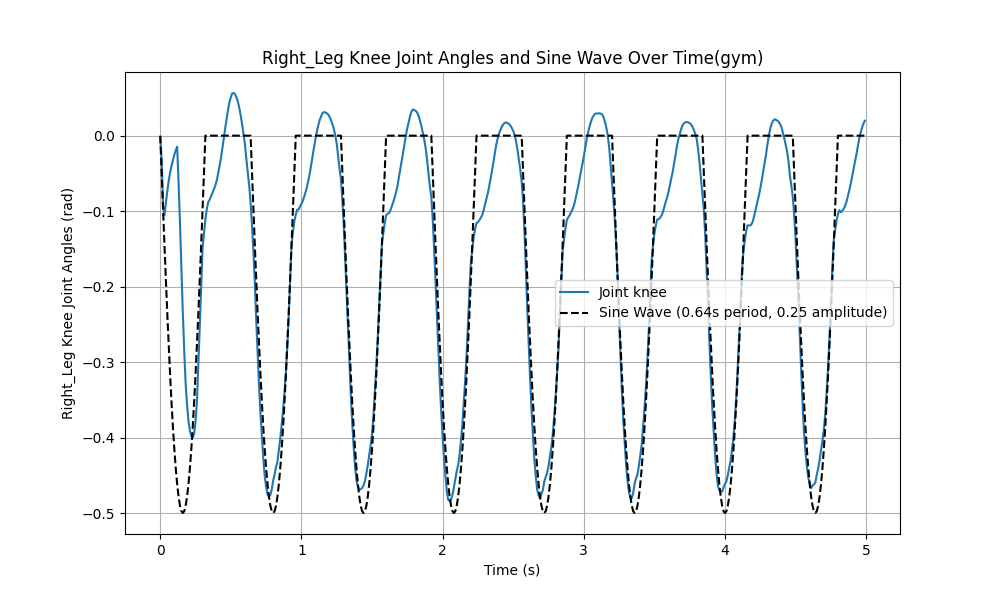 Right_Leg Knee Joint Angles and Sine Wave Over Time(gym)
Right_Leg Knee Joint Angles (rad)
0.0
−0.1
−0.2
−0.3
−0.4
−0.5
Joint knee
Sine Wave (0.64s period, 0.25 amplitude)
0 1 2 3 4 5
Time (s)